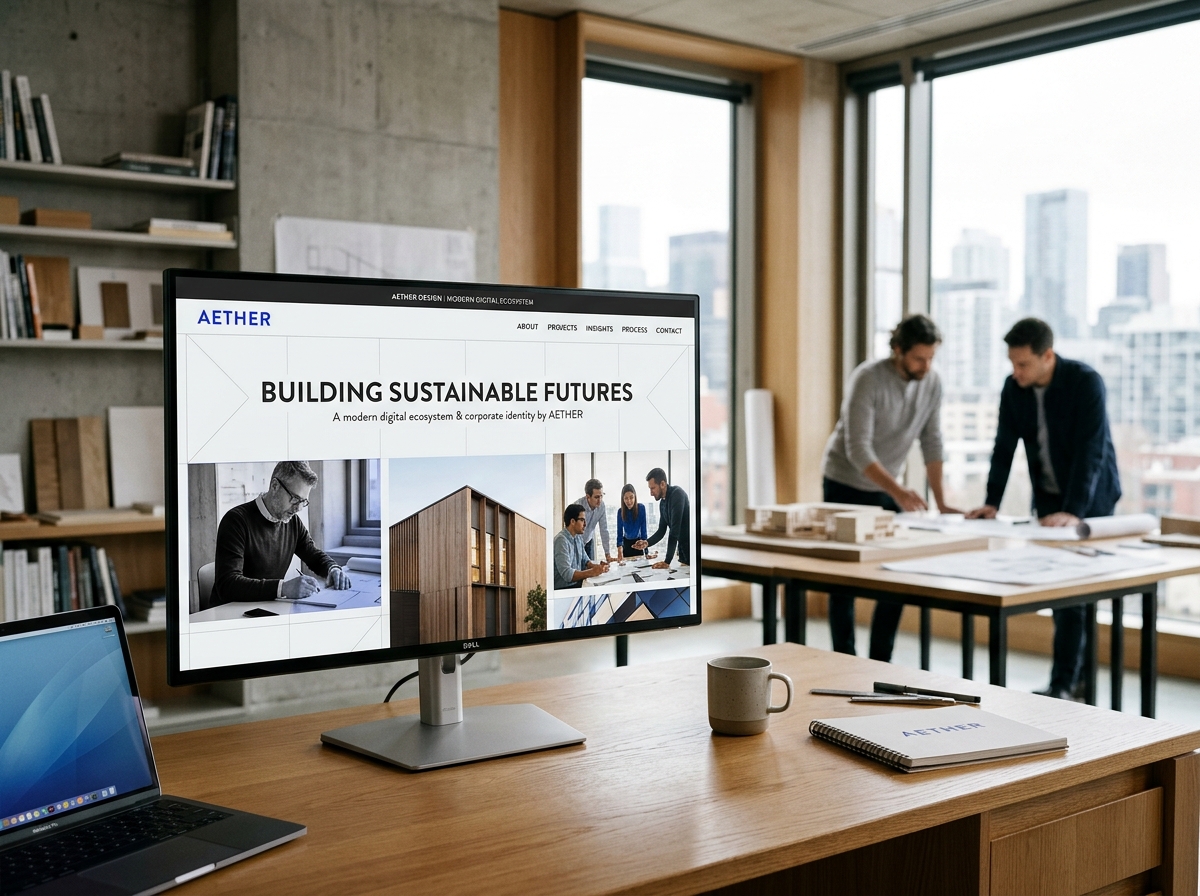 AETHER DESIGN | MODERN DIGITAL ECOSYSTEM
AETHER
ABOUT PROJECTS INSIGHTS PROCESS CONTACT
BUILDING SUSTAINABLE FUTURES
A modern digital ecosystem & corporate identity by AETHER
DELL
AETHER